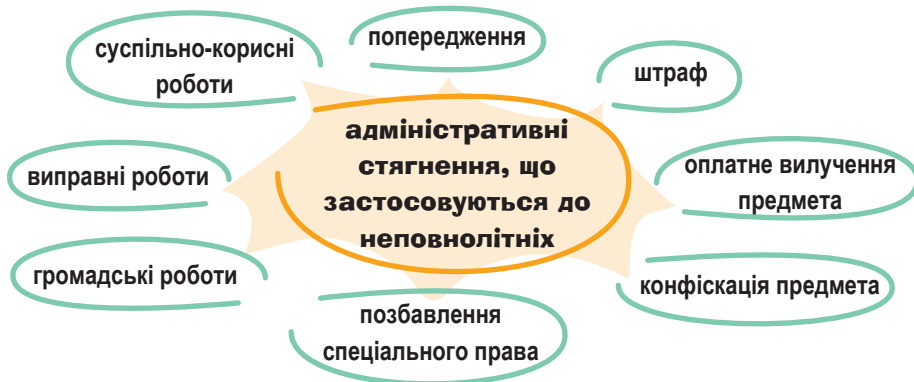 суспільно-корисні
роботи
попередження
штраф
адміністративні
стягнення, що
застосовуються до
неповнолітніх
виправні роботи
оплатне вилучення
предмета
громадські роботи
конфіскація предмета
позбавлення
спеціального права